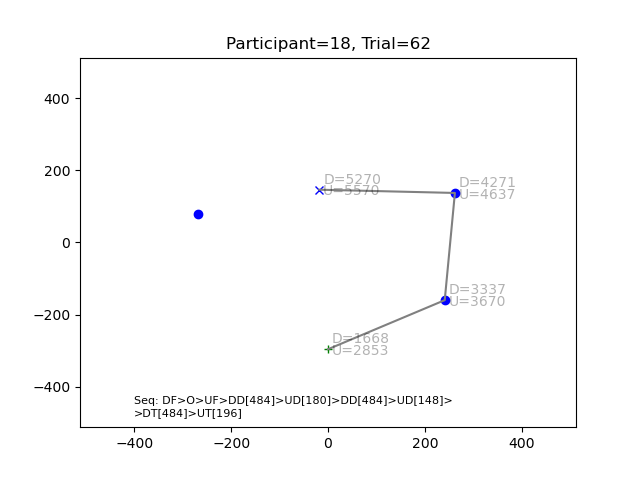 Participant=18, Trial=62
400
200
0
−200
−400
D=5270
U=5570
D=4271
U=4637
D=3337
U=3670
D=1668
U=2853
Seq: DF>O>UF>DD[484]>UD[180]>DD[484]>UD[148]>
>DT[484]>UT[196]
−400
−200
0
200
400